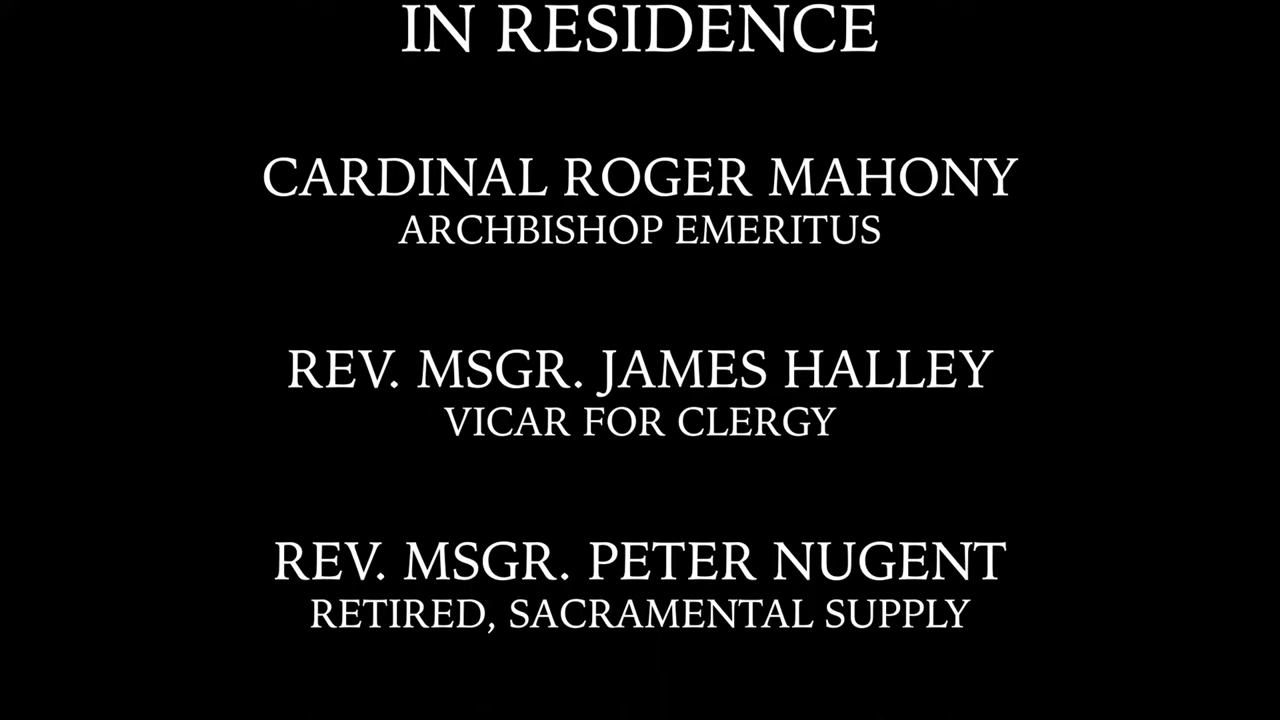 IN RESIDENCE
CARDINAL ROGER MAHONY
ARCHBISHOP EMERITUS
REV. MSGR. JAMES HALLEY
VICAR FOR CLERGY
REV. MSGR. PETER NUGENT
RETIRED, SACRAMENTAL SUPPLY